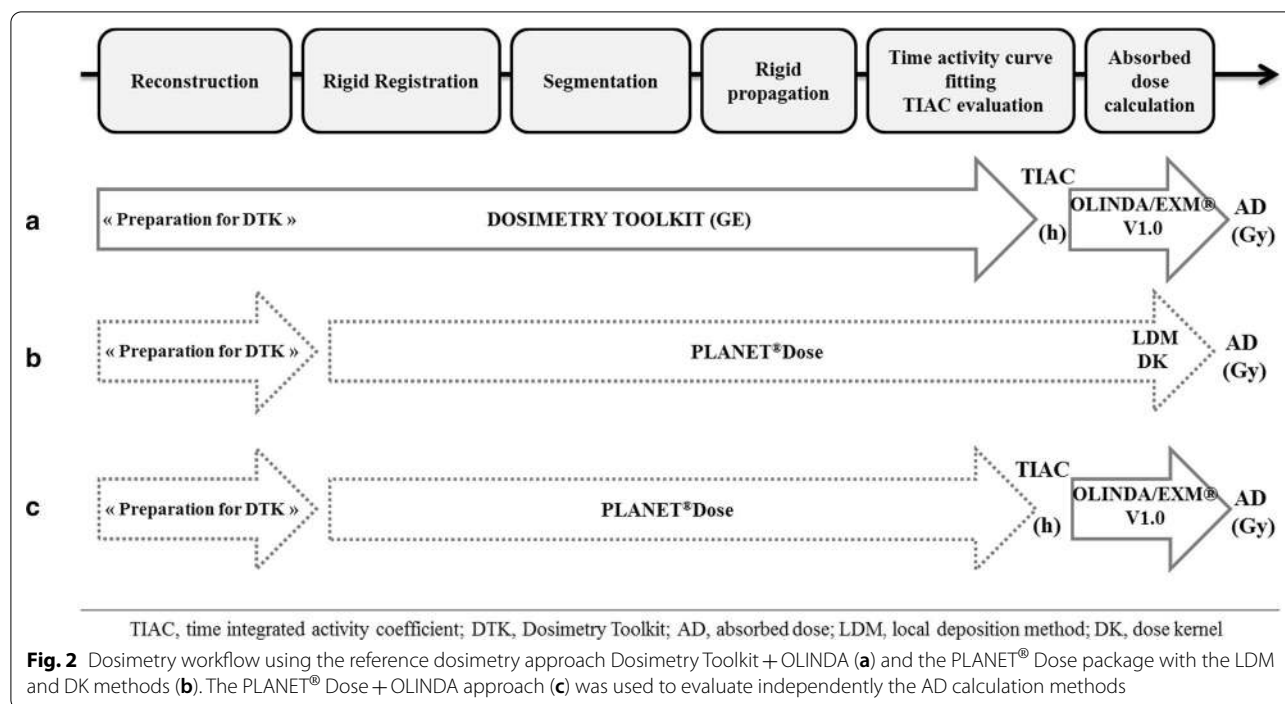 Reconstruction
Rigid Registration
Segmentation
Rigid
propagation
Time activity curve
fitting
TIAC evaluation
Absorbed
dose
calculation
a
« Preparation for DTK »
DOSIMETRY TOOLKIT (GE)
TIAC
(h)
OLINDA/EXM®
V1.0
AD
(Gy)
b
« Preparation for DTK »
PLANET®Dose
LDM
DK
AD
(Gy)
c
« Preparation for DTK »
PLANET®Dose
TIAC
(h)
OLINDA/EXM®
V1.0
AD
(Gy)
TIAC, time integrated activity coefficient; DTK, Dosimetry Toolkit; AD, absorbed dose; LDM, local deposition method; DK, dose kernel
Fig. 2 Dosimetry workflow using the reference dosimetry approach Dosimetry Toolkit + OLINDA (a) and the PLANET® Dose package with the LDM
and DK methods (b). The PLANET® Dose + OLINDA approach (c) was used to evaluate independently the AD calculation methods